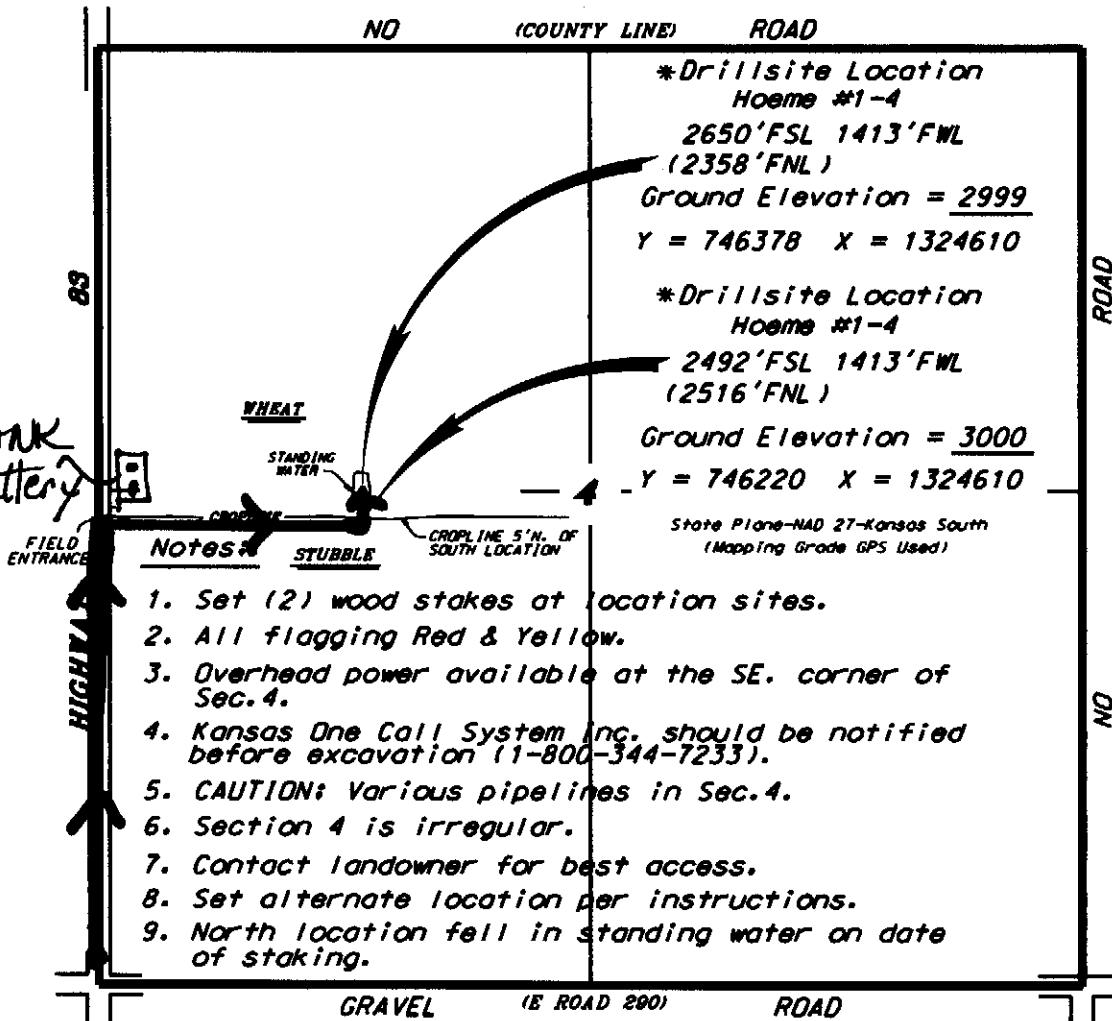 NO (COUNTY LINE) ROAD
*Drillsite Location
Hoeme #1-4
2650'FSL 1413'FWL
(2358'FNL)
Ground Elevation = 2999
Y = 746378 X = 1324610
*Drillsite Location
Hoeme #1-4
2492'FSL 1413'FWL
(2516'FNL)
Ground Elevation = 3000
Y = 746220 X = 1324610
State Plane-NAD 27-Kansas South
(Mapping Grade GPS Used)
83
HIGHWAY
ROAD
NO
WHEAT
STANDING
WATER
4
CROPLINE
FIELD
ENTRANCE
STUBBLE
CROPLINE 5'N. OF
SOUTH LOCATION
Notes:
1. Set (2) wood stakes at location sites.
2. All flagging Red & Yellow.
3. Overhead power available at the SE. corner of
Sec.4.
4. Kansas One Call System Inc. should be notified
before excavation (1-800-344-7233).
5. CAUTION: Various pipelines in Sec.4.
6. Section 4 is irregular.
7. Contact landowner for best access.
8. Set alternate location per instructions.
9. North location fell in standing water on date
of staking.
GRAVEL (E ROAD 290) ROAD